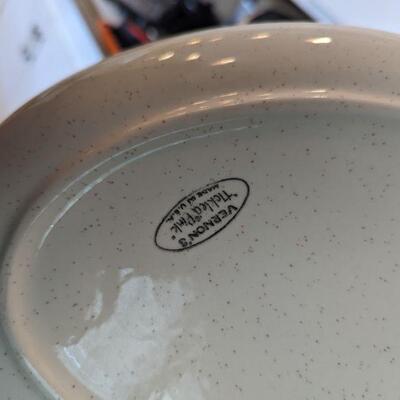 VERNON'S
"Tickled Pink"
MADE IN U.S.A.